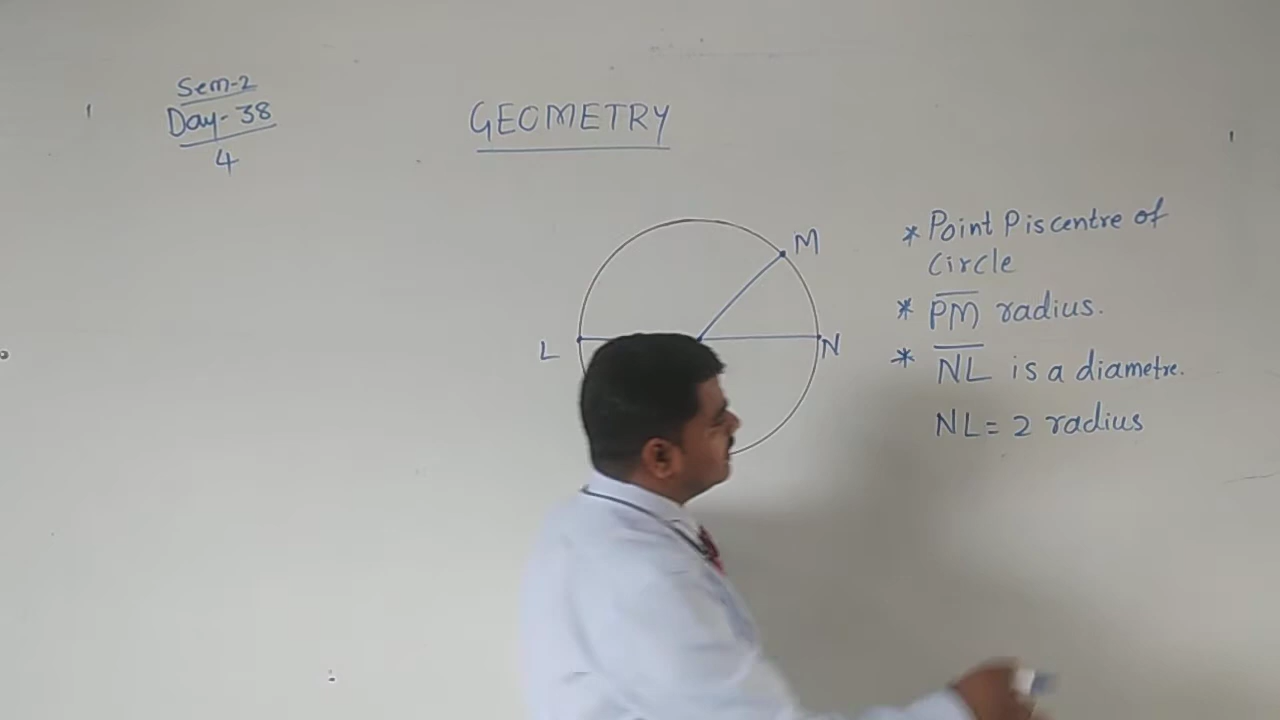 Sem-2
Day-38
4
GEOMETRY
M
L
N
* Point P is centre of
circle
* PM radius.
* NL is a diametre.
NL = 2 radius